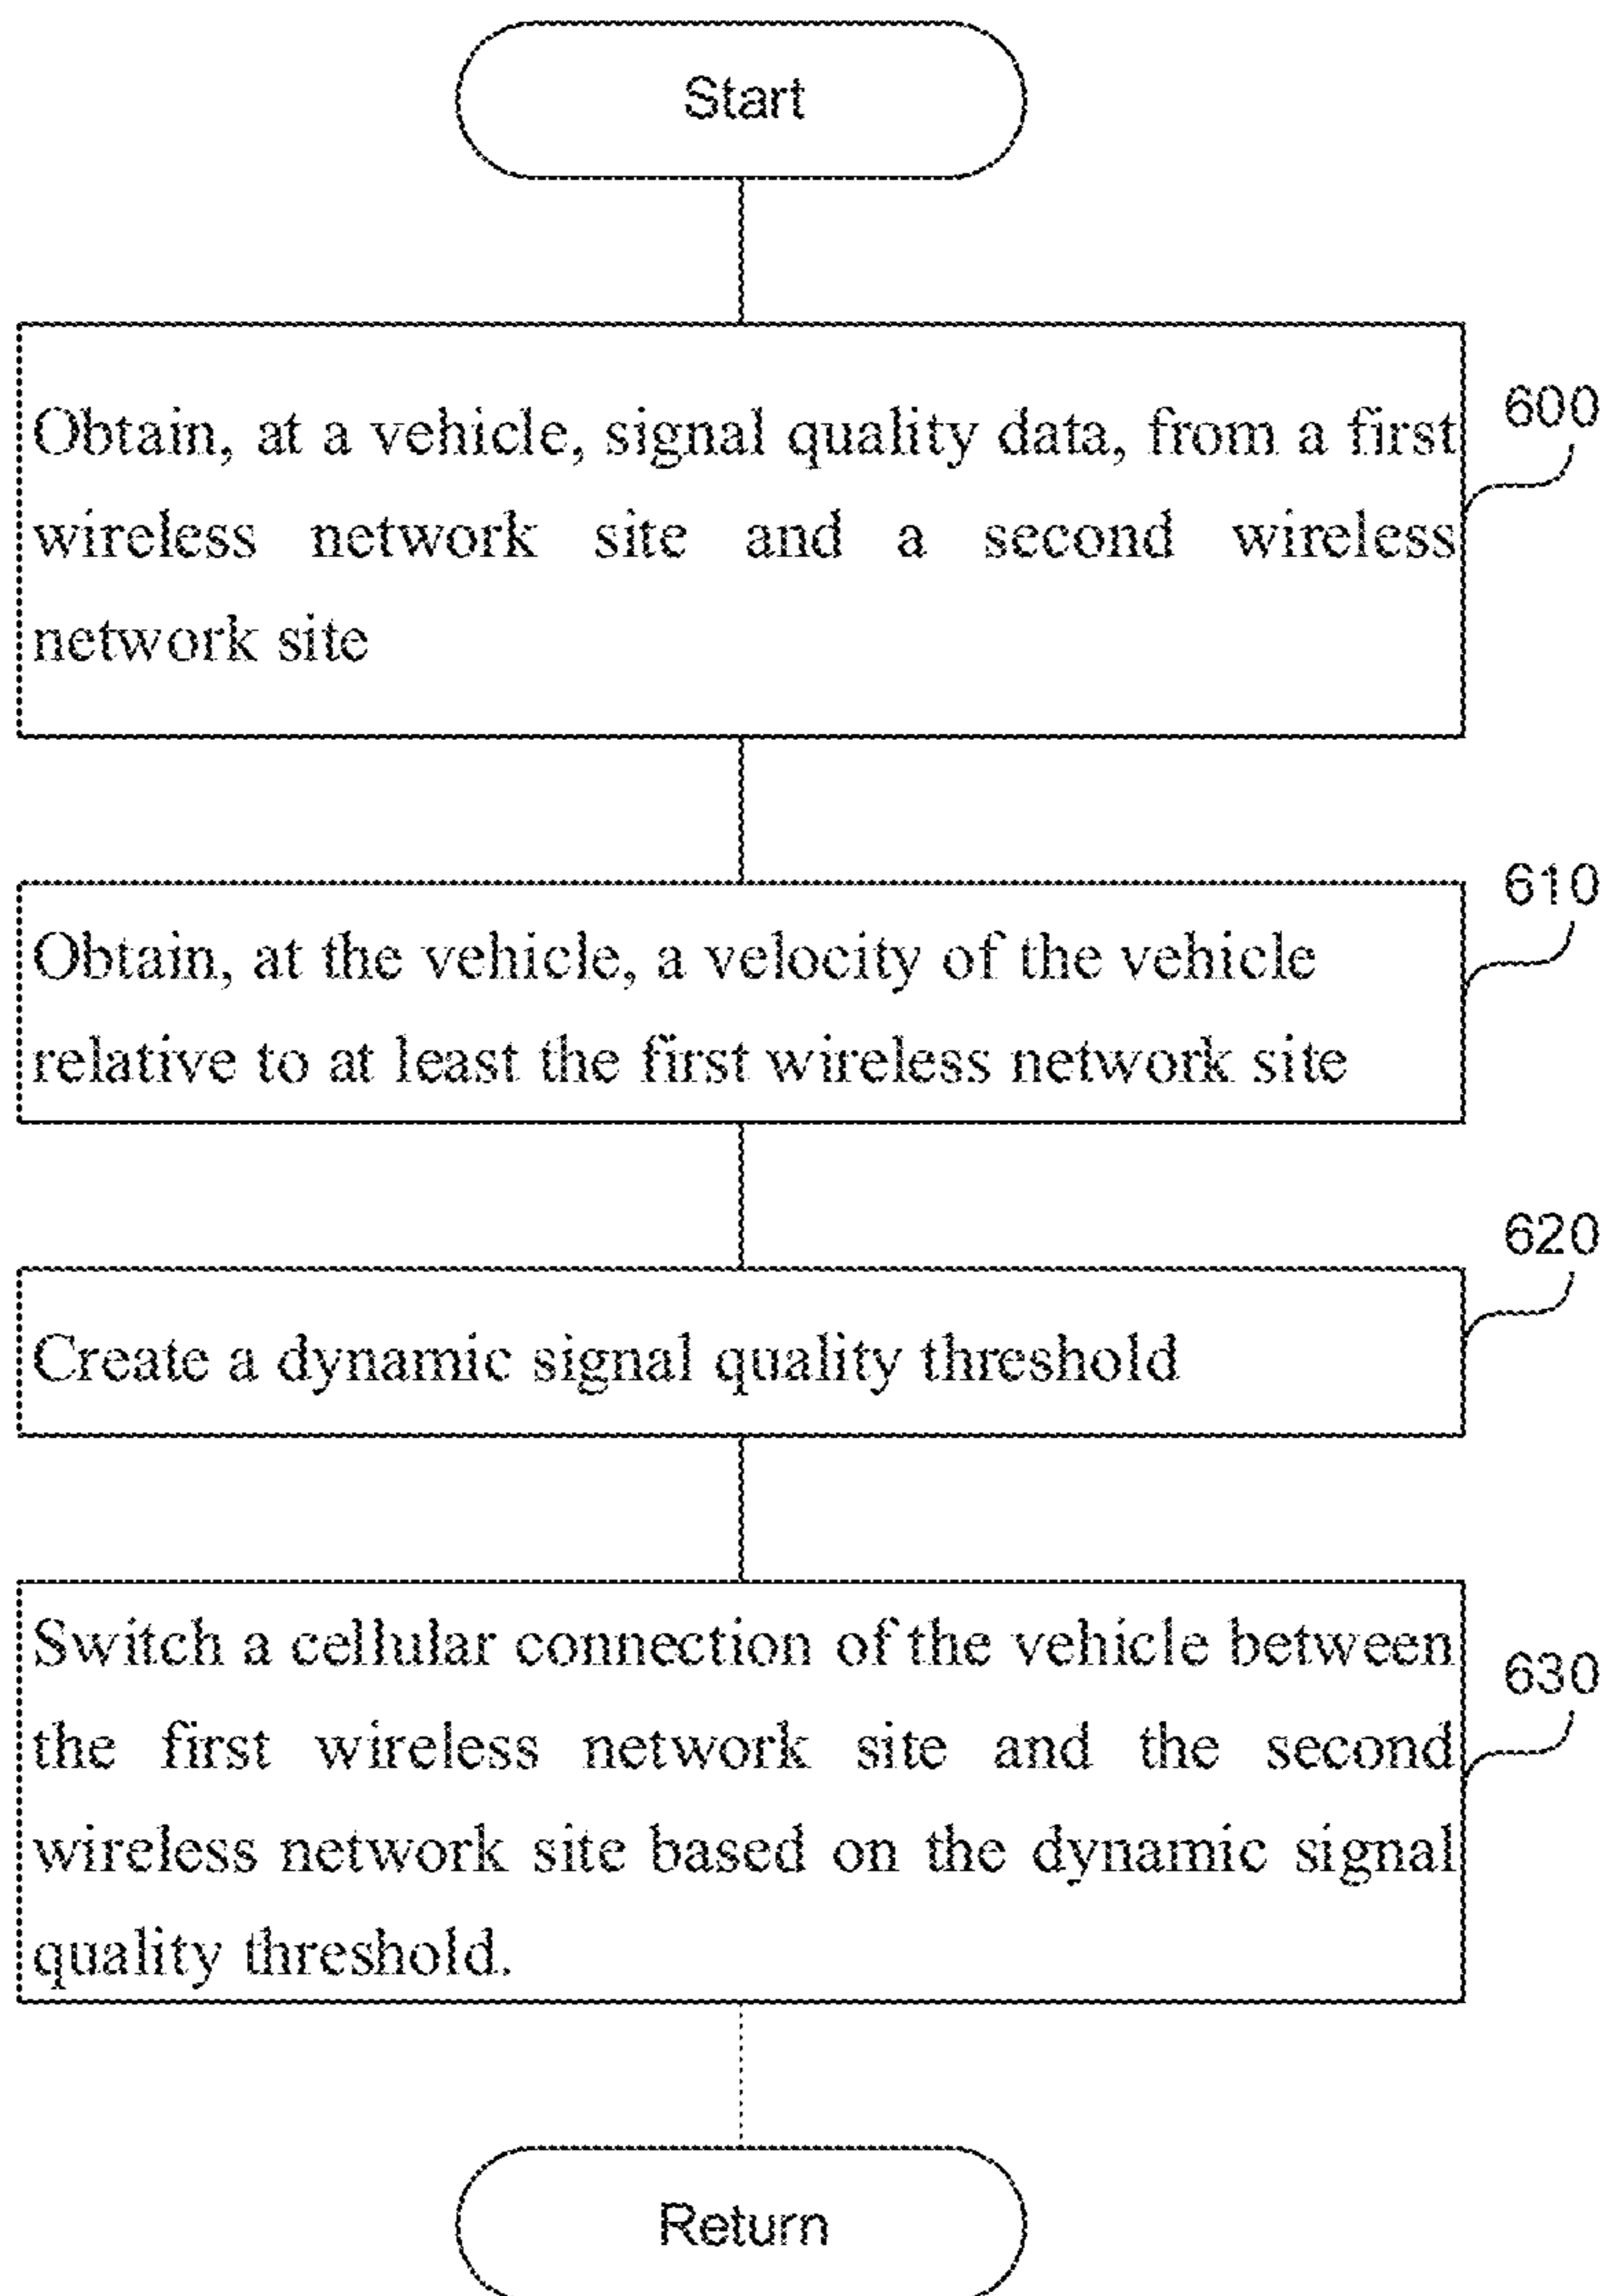 Start
Obtain, at a vehicle, signal quality data, from a first
wireless network site and a second wireless
network site
600
Obtain, at the vehicle, a velocity of the vehicle
relative to at least the first wireless network site
610
Create a dynamic signal quality threshold
620
Switch a cellular connection of the vehicle between
the first wireless network site and the second
wireless network site based on the dynamic signal
quality threshold.
630
Return